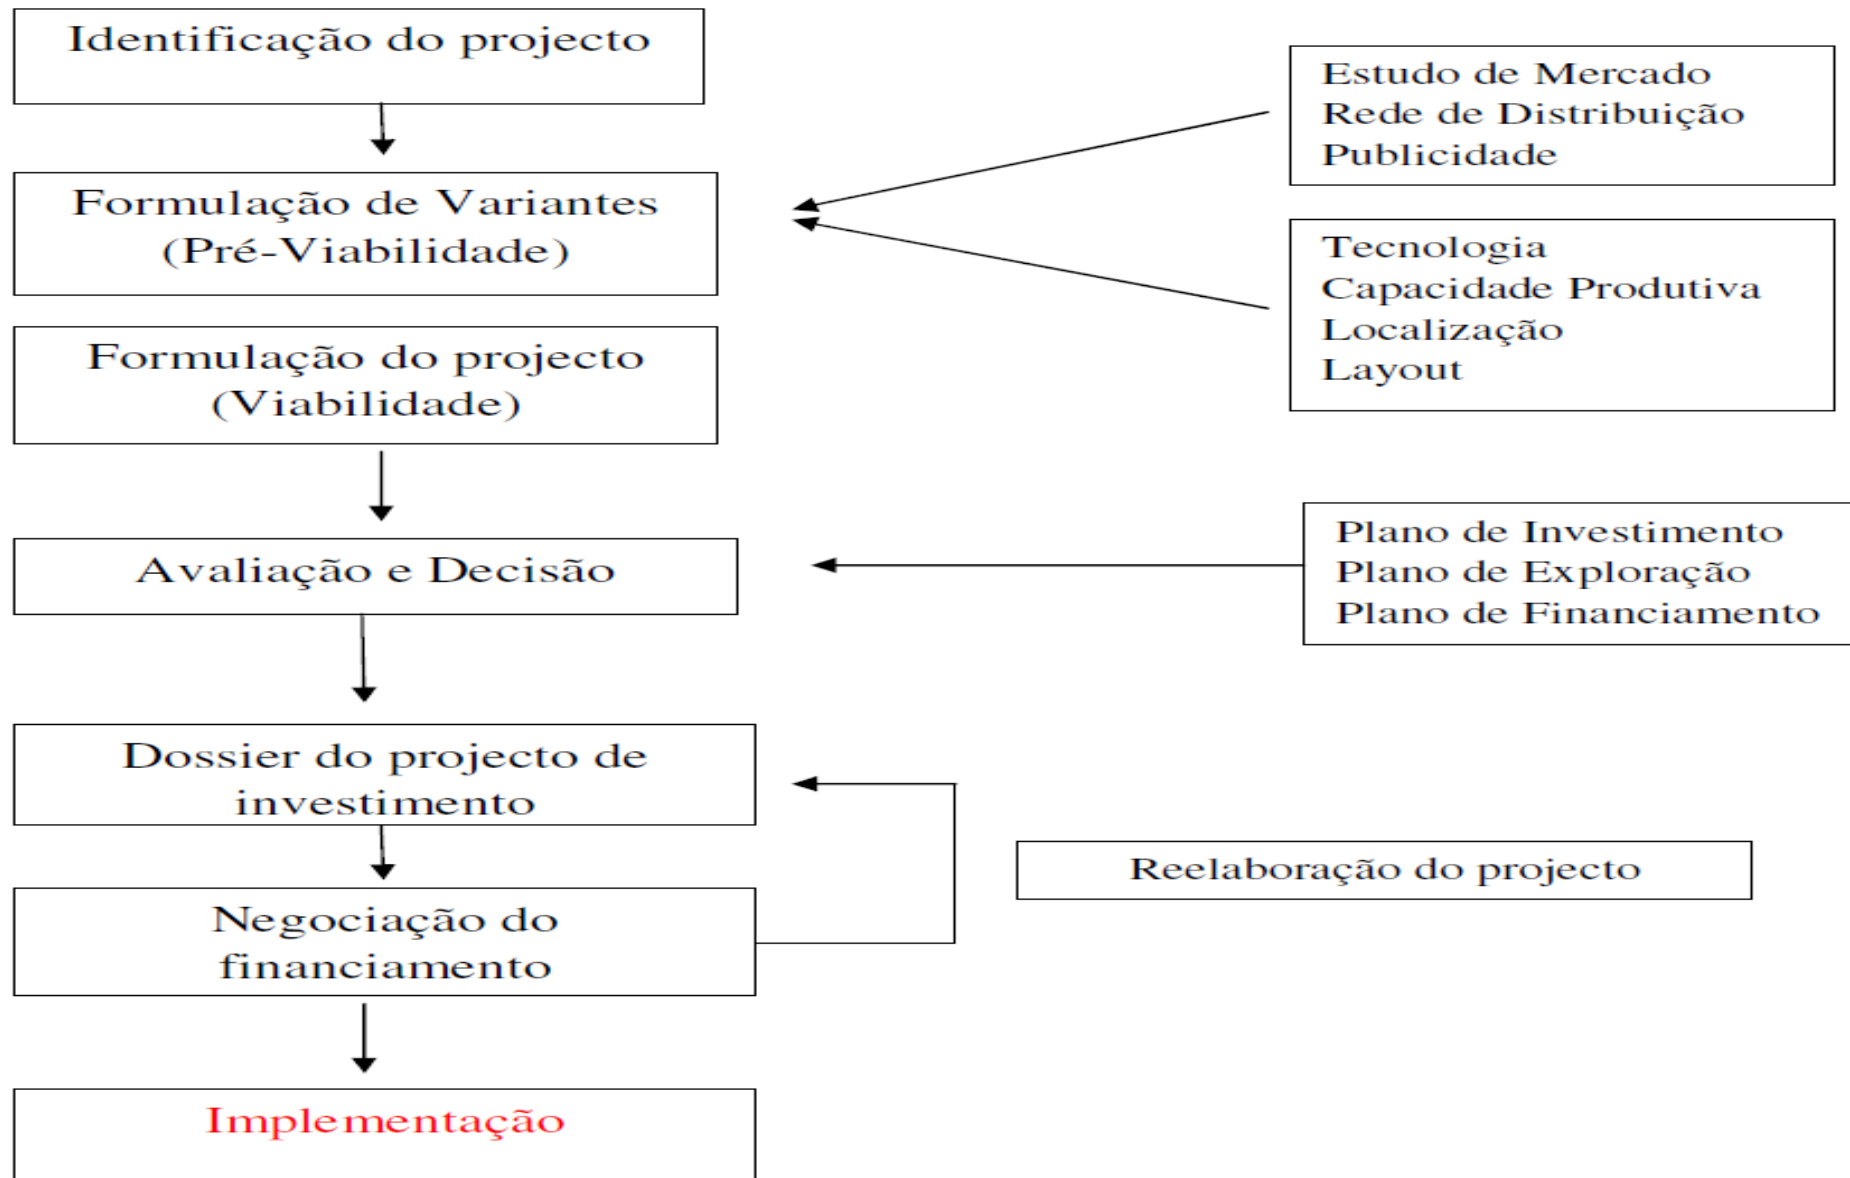 Identificação do projecto
Formulação de Variantes
(Pré-Viabilidade)
Formulação do projecto
(Viabilidade)
Avaliação e Decisão
Dossier do projecto de
investimento
Negociação do
financiamento
Implementação
Estudo de Mercado
Rede de Distribuição
Publicidade
Tecnologia
Capacidade Produtiva
Localização
Layout
Plano de Investimento
Plano de Exploração
Plano de Financiamento
Reelaboração do projecto